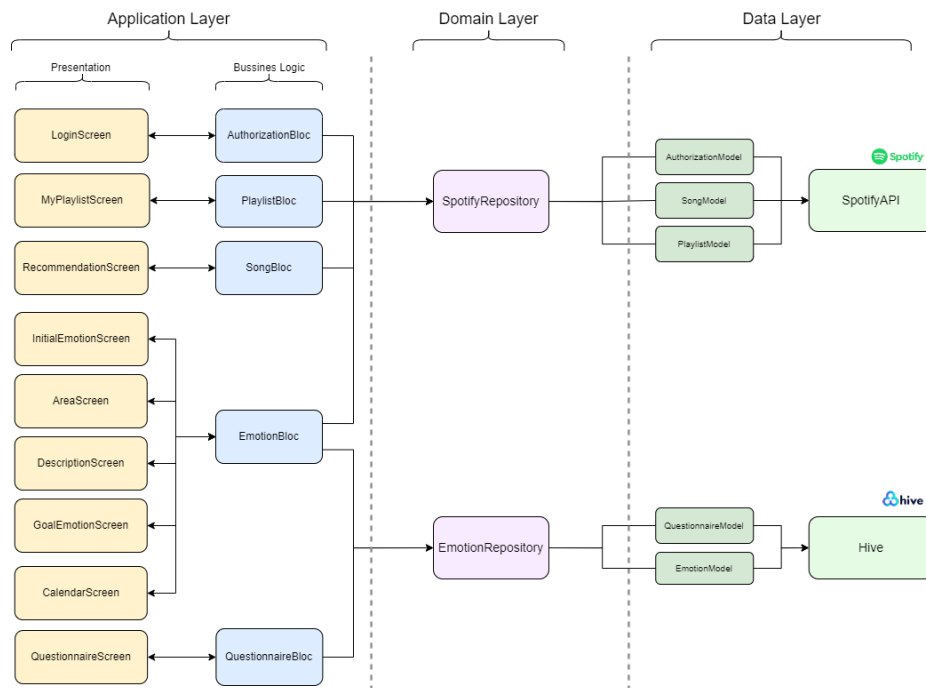 Application Layer
Domain Layer
Data Layer
Presentation
Bussines Logic
LoginScreen
AuthorizationBloc
AuthorizationModel
Spotify
MyPlaylistScreen
PlaylistBloc
SpotifyRepository
SongModel
SpotifyAPI
PlaylistModel
RecommendationScreen
SongBloc
InitialEmotionScreen
AreaScreen
EmotionBloc
DescriptionScreen
hive
GoalEmotionScreen
QuestionnaireModel
EmotionRepository
Hive
EmotionModel
CalendarScreen
QuestionnaireScreen
QuestionnaireBloc